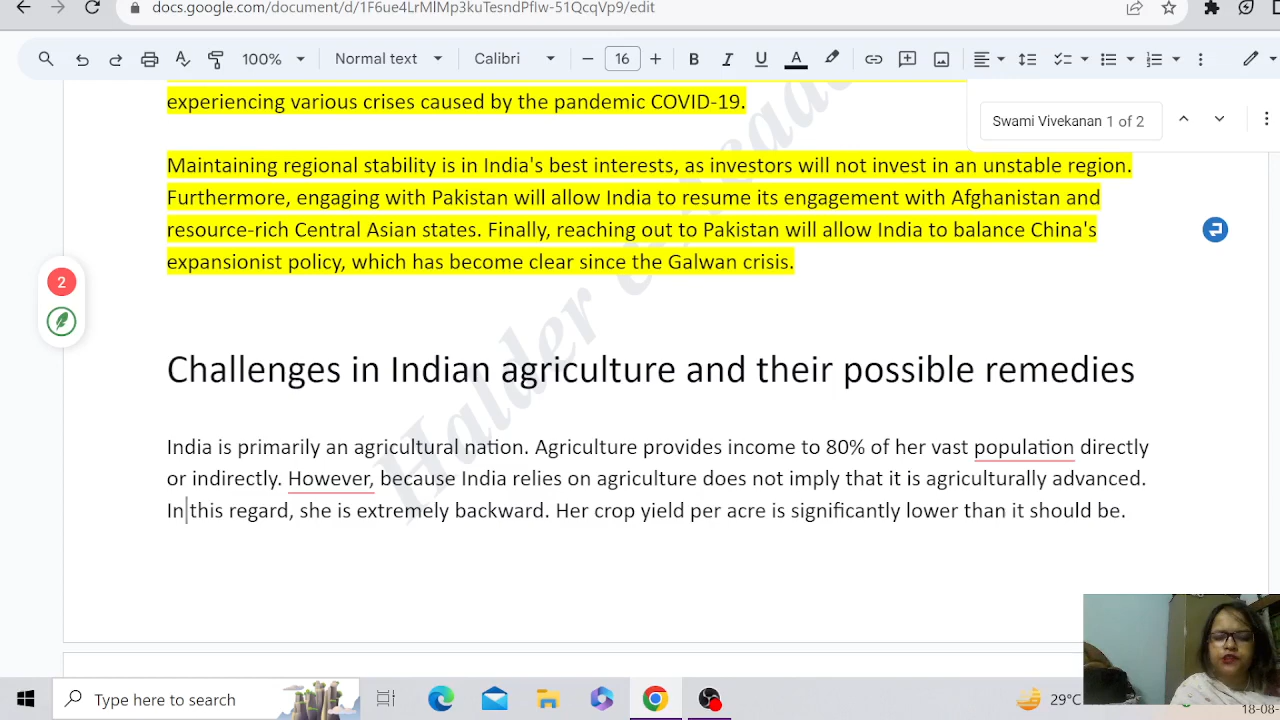 docs.google.com/document/d/1F6ue4LrMlMp3kuTesndPflw-51QcqVp9/edit
100% Normal text Calibri 16 B I U A
Swami Vivekanan 1 of 2
experiencing various crises caused by the pandemic COVID-19.
Maintaining regional stability is in India's best interests, as investors will not invest in an unstable region.
Furthermore, engaging with Pakistan will allow India to resume its engagement with Afghanistan and
resource-rich Central Asian states. Finally, reaching out to Pakistan will allow India to balance China's
expansionist policy, which has become clear since the Galwan crisis.
2
Challenges in Indian agriculture and their possible remedies
India is primarily an agricultural nation. Agriculture provides income to 80% of her vast population directly
or indirectly. However, because India relies on agriculture does not imply that it is agriculturally advanced.
In this regard, she is extremely backward. Her crop yield per acre is significantly lower than it should be.
Halder
Type here to search
29°C
18-08-